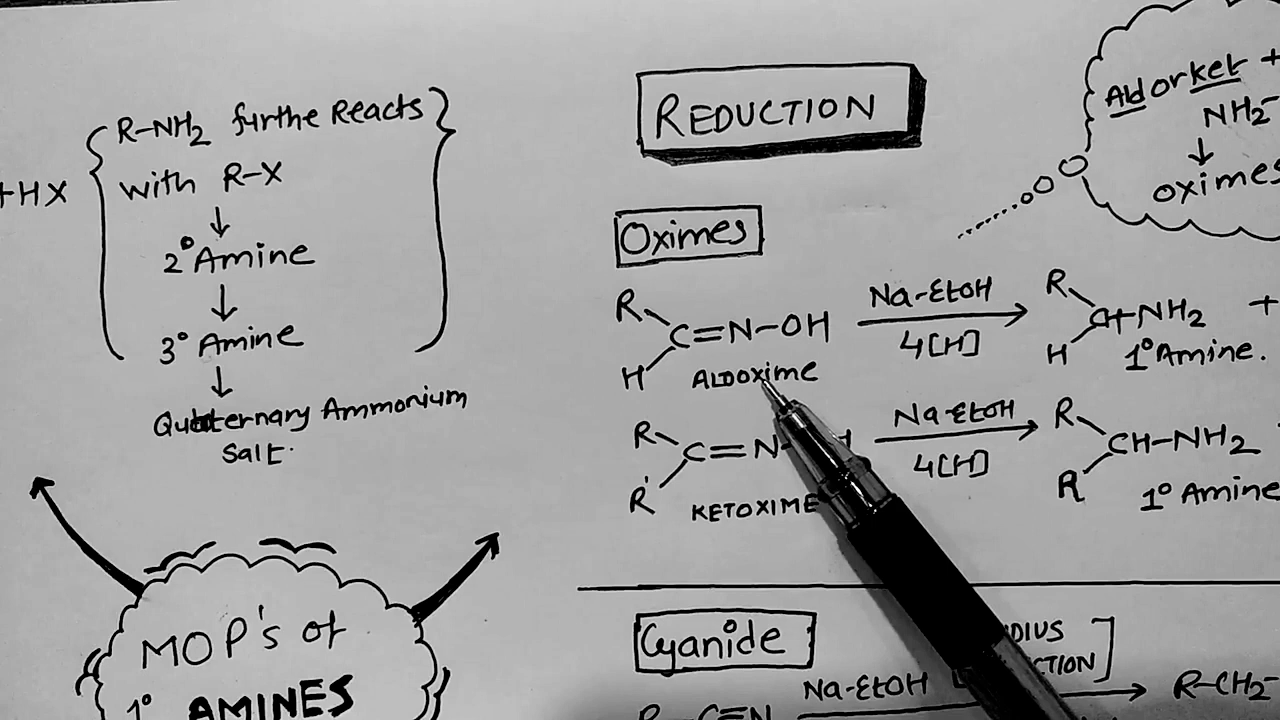 +HX
R-NH2 furthe Reacts
with R-X
↓
2° Amine
↓
3° Amine
↓
Quaternary Ammonium
Salt.
MOP's of
1° AMINES
REDUCTION
Ald or ket +
NH2-
↓
oximes
Oximes
R
C=N-OH
H
ALDOXIME
Na-EtOH
4[H]
R
CH-NH2 +
H
1° Amine.
R
C=N
R'
KETOXIME
Na-EtOH
4[H]
R
CH-NH2
R
1° Amine
Cyanide
Na-EtOH
R-CH2-